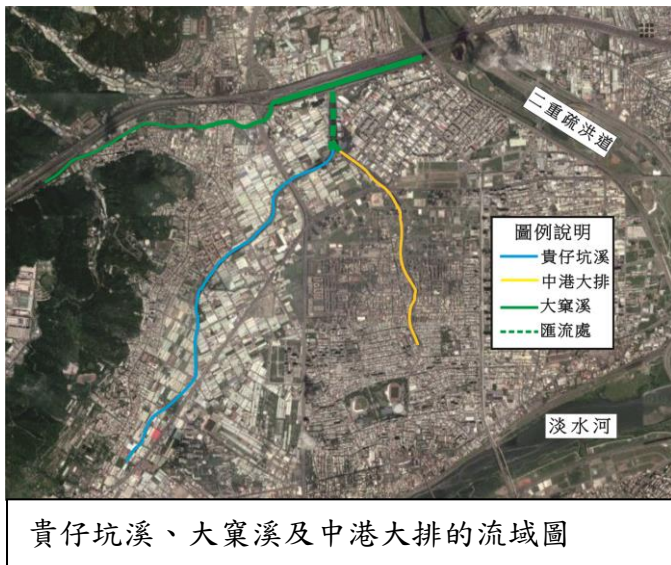 二重疏洪道
圖例說明
貴仔坑溪
中港大排
大窠溪
匯流處
淡水河
貴仔坑溪、大窠溪及中港大排的流域圖